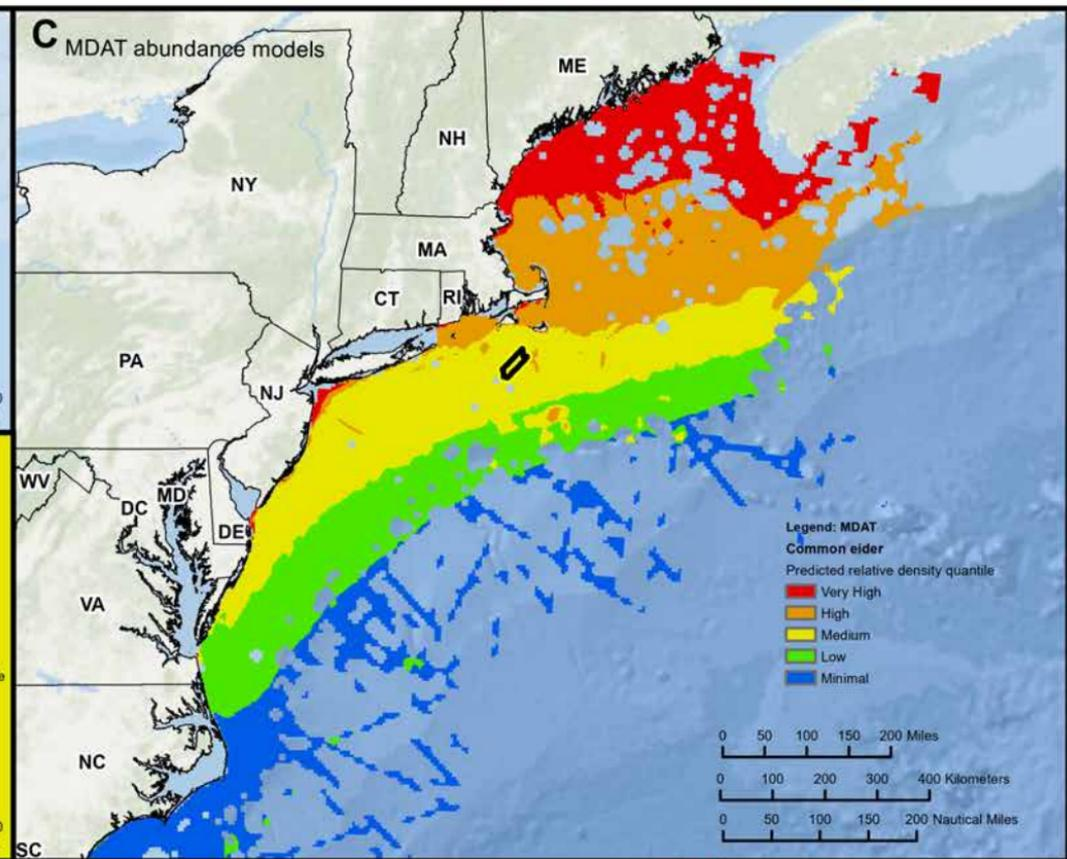 C MDAT abundance models
ME
NH
NY
MA
CT
RI
PA
NJ
WV
MD
DC
DE
VA
NC
SC
Legend: MDAT
Common eider
Predicted relative density quantile
Very High
High
Medium
Low
Minimal
0 50 100 150 200 Miles
0 100 200 300 400 Kilometers
0 50 100 150 200 Nautical Miles